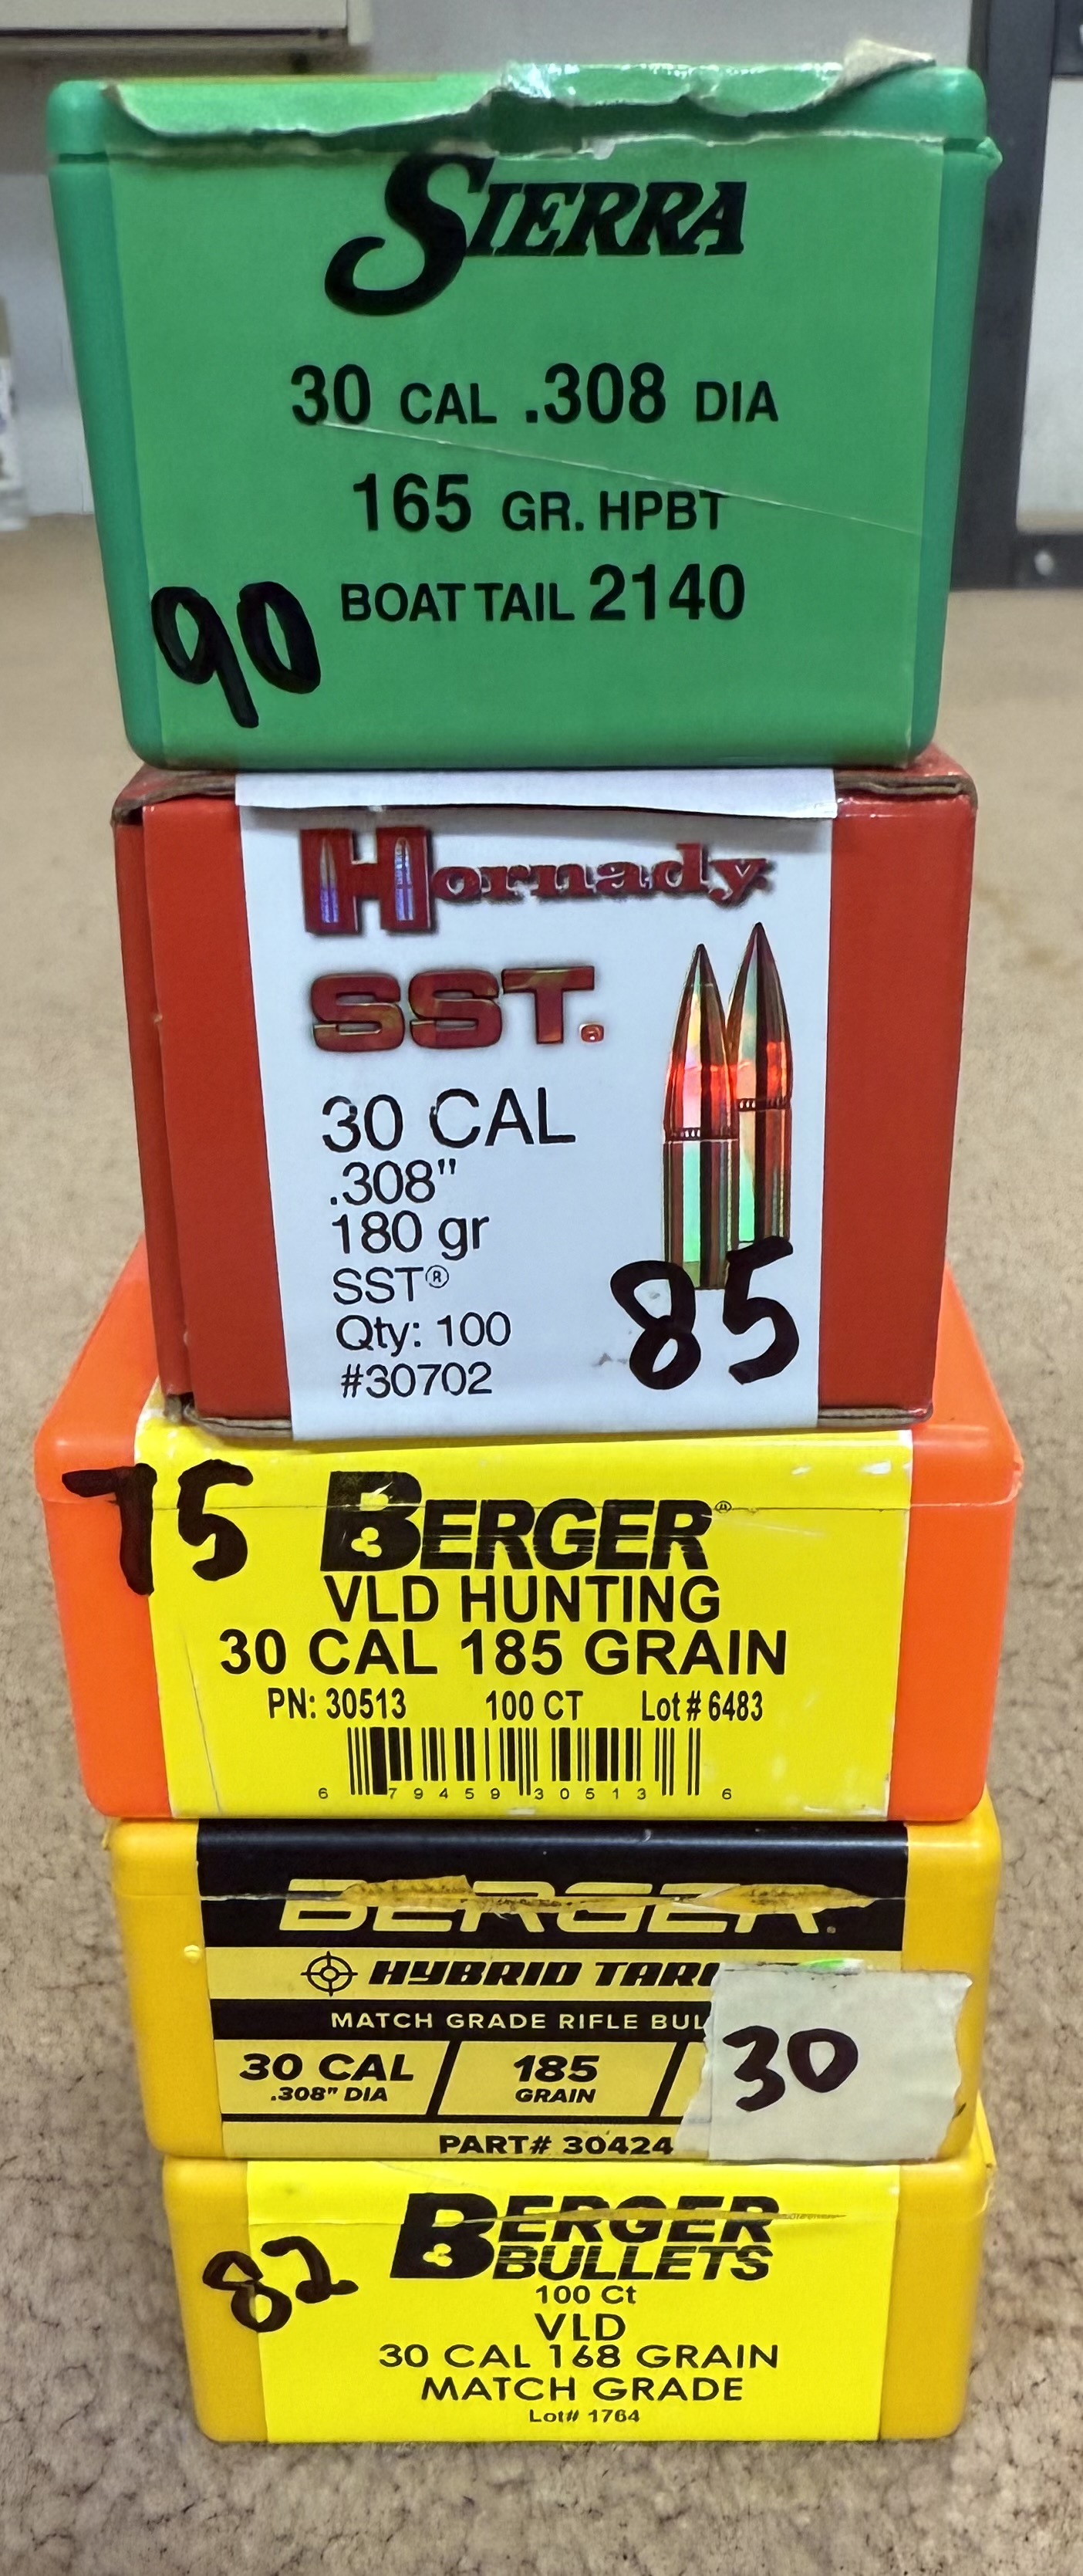 SIERRA
30 CAL .308 DIA
165 GR. HPBT
BOAT TAIL 2140
90
Hornady
SST®
30 CAL
.308"
180 gr
SST®
Qty: 100
#30702
85
75
BERGER®
VLD HUNTING
30 CAL 185 GRAIN
PN: 30513 100 CT Lot # 6483
6 79459 30513 6
BERGER
HYBRID
MATCH GRADE RIFLE
30 CAL 185
.308" DIA GRAIN
30
PART# 30424
BERGER
BULLETS
82
100 Ct
VLD
30 CAL 168 GRAIN
MATCH GRADE
Lot# 1764